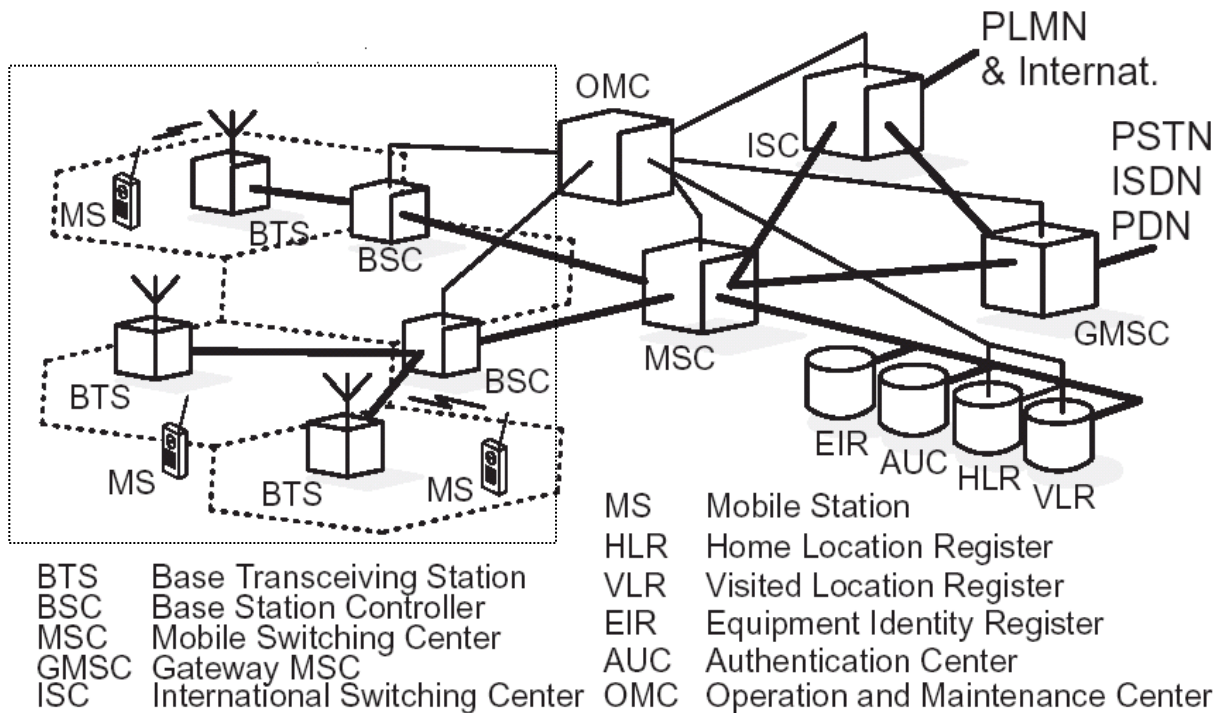 PLMN
& Internat.
OMC
ISC
PSTN
ISDN
PDN
MS
BTS
BSC
MSC
GMSC
BTS
BSC
MS
BTS
MS
EIR
AUC
HLR
VLR
BTS Base Transceiving Station
BSC Base Station Controller
MSC Mobile Switching Center
GMSC Gateway MSC
ISC International Switching Center
MS Mobile Station
HLR Home Location Register
VLR Visited Location Register
EIR Equipment Identity Register
AUC Authentication Center
OMC Operation and Maintenance Center